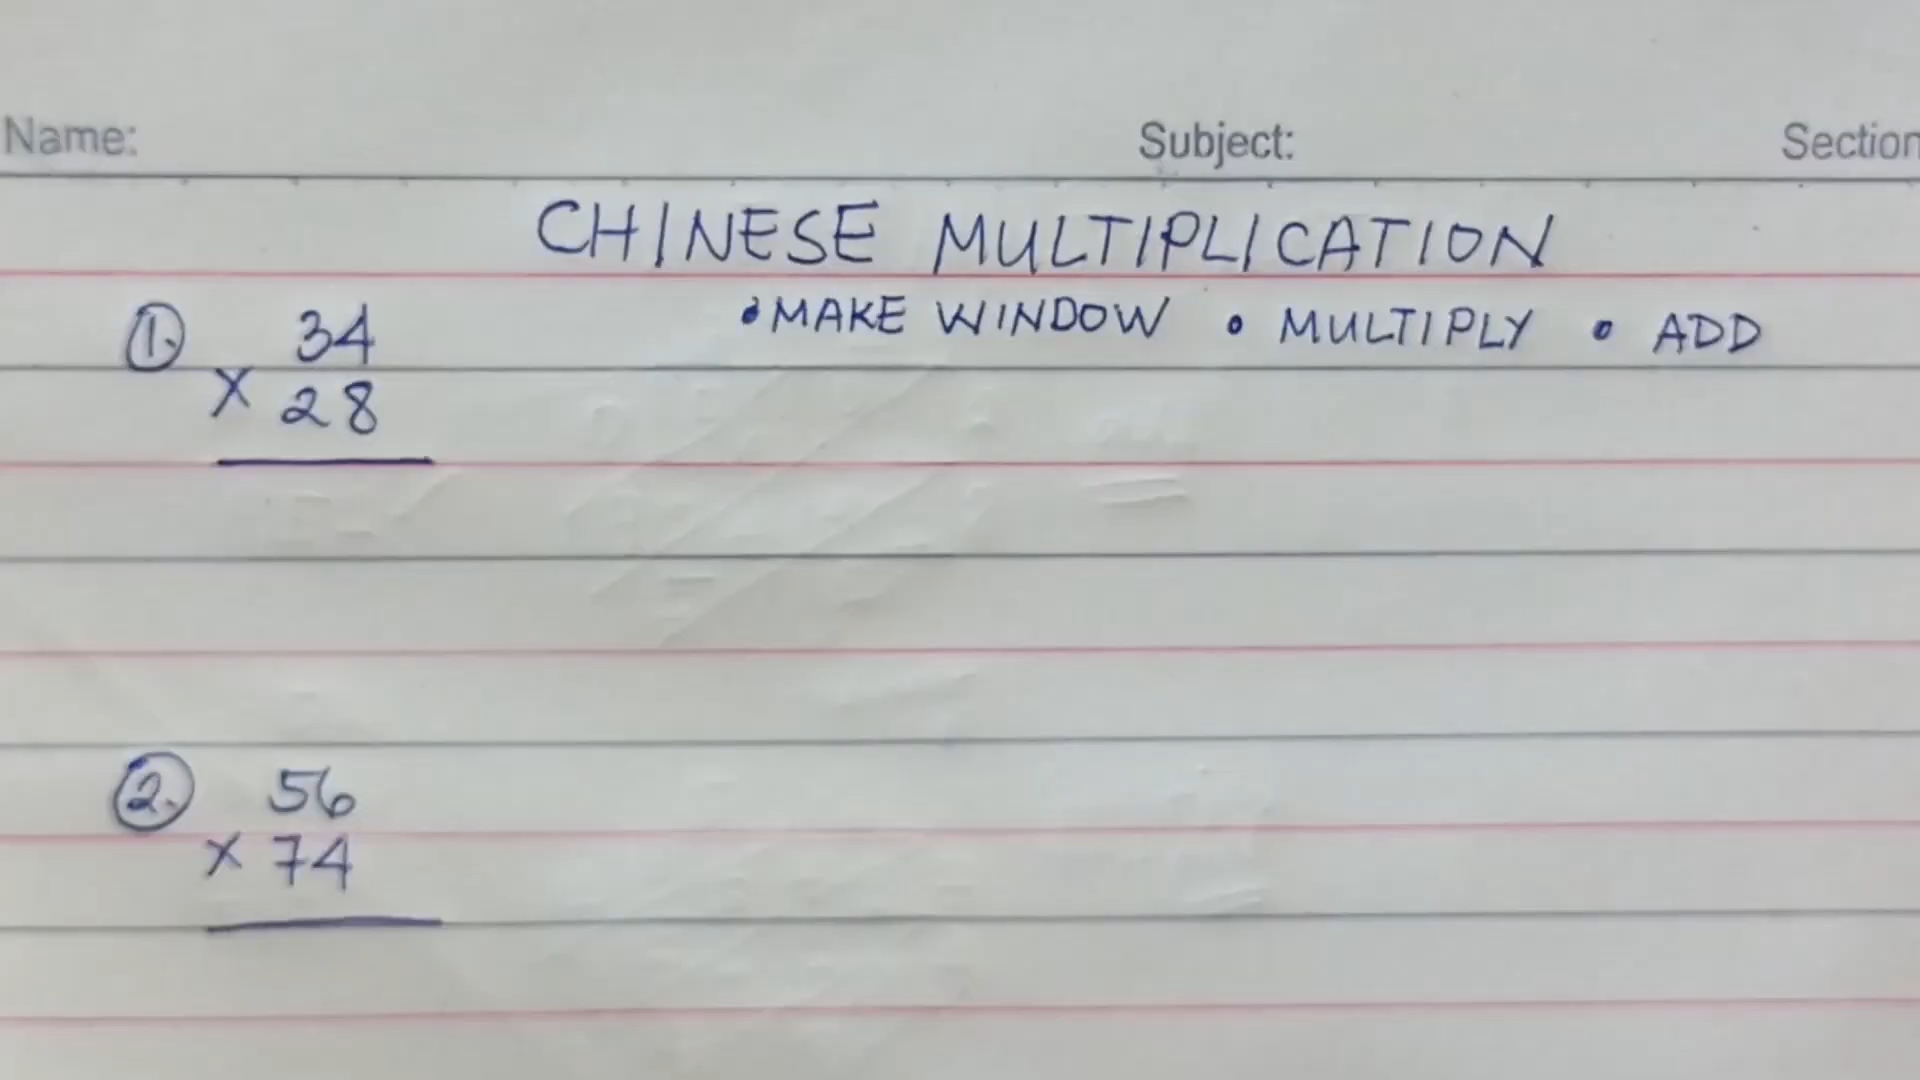 Name: Subject: Section
CHINESE MULTIPLICATION
• MAKE WINDOW • MULTIPLY • ADD
1. 34
X 28
2. 56
X 74